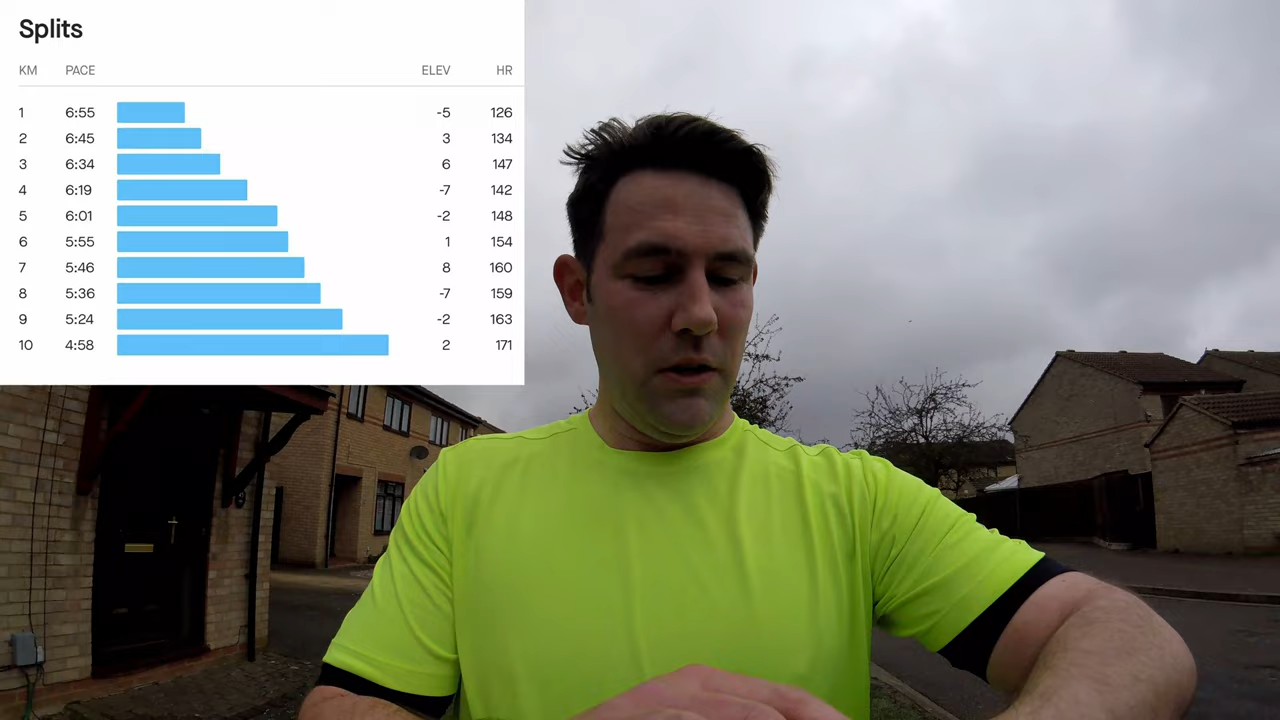 Splits
KM PACE ELEV HR
1 6:55 -5 126
2 6:45 3 134
3 6:34 6 147
4 6:19 -7 142
5 6:01 -2 148
6 5:55 1 154
7 5:46 8 160
8 5:36 -7 159
9 5:24 -2 163
10 4:58 2 171